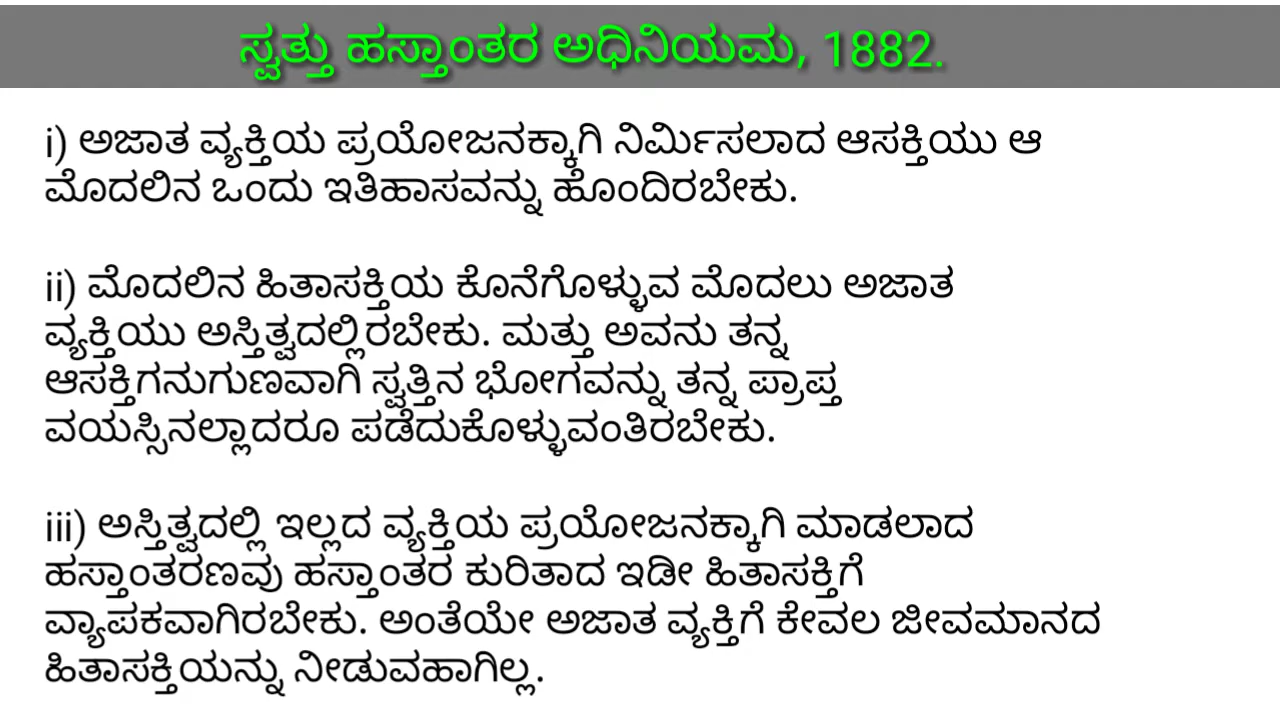 ಸ್ವತ್ತು ಹಸ್ತಾಂತರ ಅಧಿನಿಯಮ, 1882.
i) ಅಜಾತ ವ್ಯಕ್ತಿಯ ಪ್ರಯೋಜನಕ್ಕಾಗಿ ನಿರ್ಮಿಸಲಾದ ಆಸಕ್ತಿಯು ಆ
ಮೊದಲಿನ ಒಂದು ಇತಿಹಾಸವನ್ನು ಹೊಂದಿರಬೇಕು.
ii) ಮೊದಲಿನ ಹಿತಾಸಕ್ತಿಯ ಕೊನೆಗೊಳ್ಳುವ ಮೊದಲು ಅಜಾತ
ವ್ಯಕ್ತಿಯು ಅಸ್ತಿತ್ವದಲ್ಲಿರಬೇಕು. ಮತ್ತು ಅವನು ತನ್ನ
ಆಸಕ್ತಿಗನುಗುಣವಾಗಿ ಸ್ವತ್ತಿನ ಭೋಗವನ್ನು ತನ್ನ ಪ್ರಾಪ್ತ
ವಯಸ್ಸಿನಲ್ಲಾದರೂ ಪಡೆದುಕೊಳ್ಳುವಂತಿರಬೇಕು.
iii) ಅಸ್ತಿತ್ವದಲ್ಲಿ ಇಲ್ಲದ ವ್ಯಕ್ತಿಯ ಪ್ರಯೋಜನಕ್ಕಾಗಿ ಮಾಡಲಾದ
ಹಸ್ತಾಂತರಣವು ಹಸ್ತಾಂತರ ಕುರಿತಾದ ಇಡೀ ಹಿತಾಸಕ್ತಿಗೆ
ವ್ಯಾಪಕವಾಗಿರಬೇಕು. ಅಂತೆಯೇ ಅಜಾತ ವ್ಯಕ್ತಿಗೆ ಕೇವಲ ಜೀವಮಾನದ
ಹಿತಾಸಕ್ತಿಯನ್ನು ನೀಡುವಹಾಗಿಲ್ಲ.